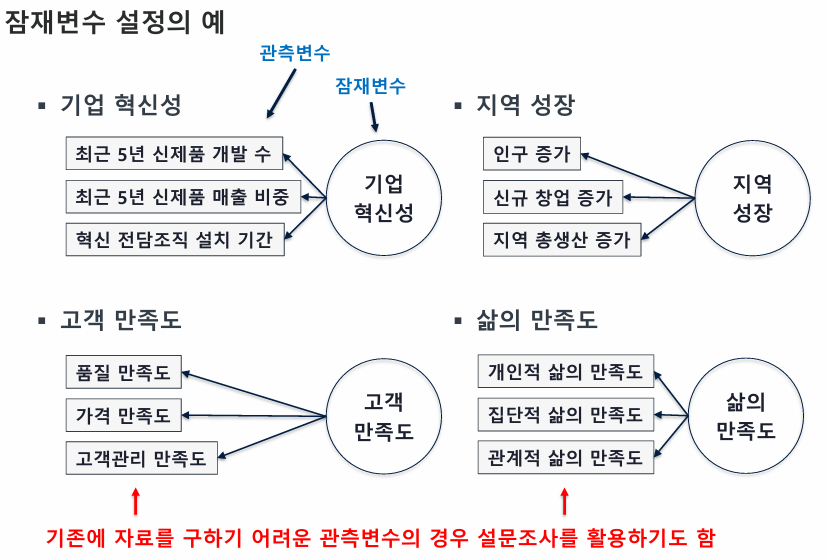 잠재변수 설정의 예
관측변수
잠재변수
▪ 기업 혁신성
최근 5년 신제품 개발 수
최근 5년 신제품 매출 비중
혁신 전담조직 설치 기간
기업
혁신성
▪ 지역 성장
인구 증가
신규 창업 증가
지역 총생산 증가
지역
성장
▪ 고객 만족도
품질 만족도
가격 만족도
고객관리 만족도
고객
만족도
▪ 삶의 만족도
개인적 삶의 만족도
집단적 삶의 만족도
관계적 삶의 만족도
삶의
만족도
기존에 자료를 구하기 어려운 관측변수의 경우 설문조사를 활용하기도 함